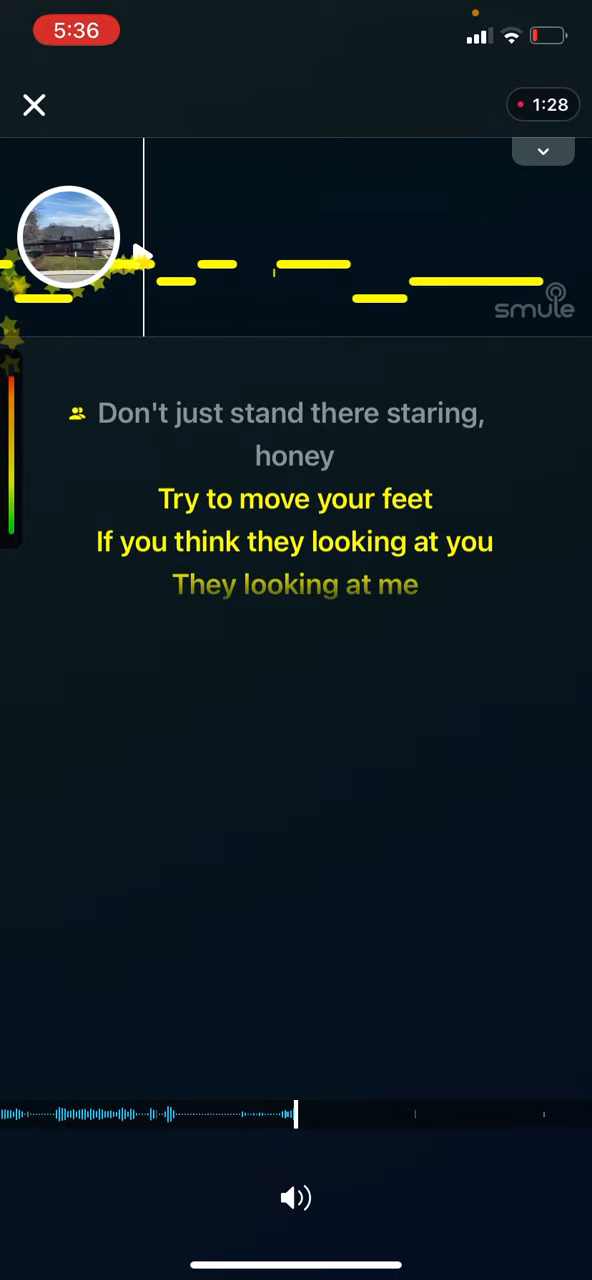 5:36
1:28
smule
Don't just stand there staring,
honey
Try to move your feet
If you think they looking at you
They looking at me